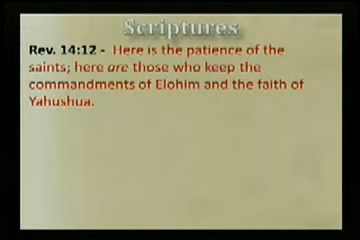 Scriptures
Rev. 14:12 - Here is the patience of the
saints; here are those who keep the
commandments of Elohim and the faith of
Yahushua.